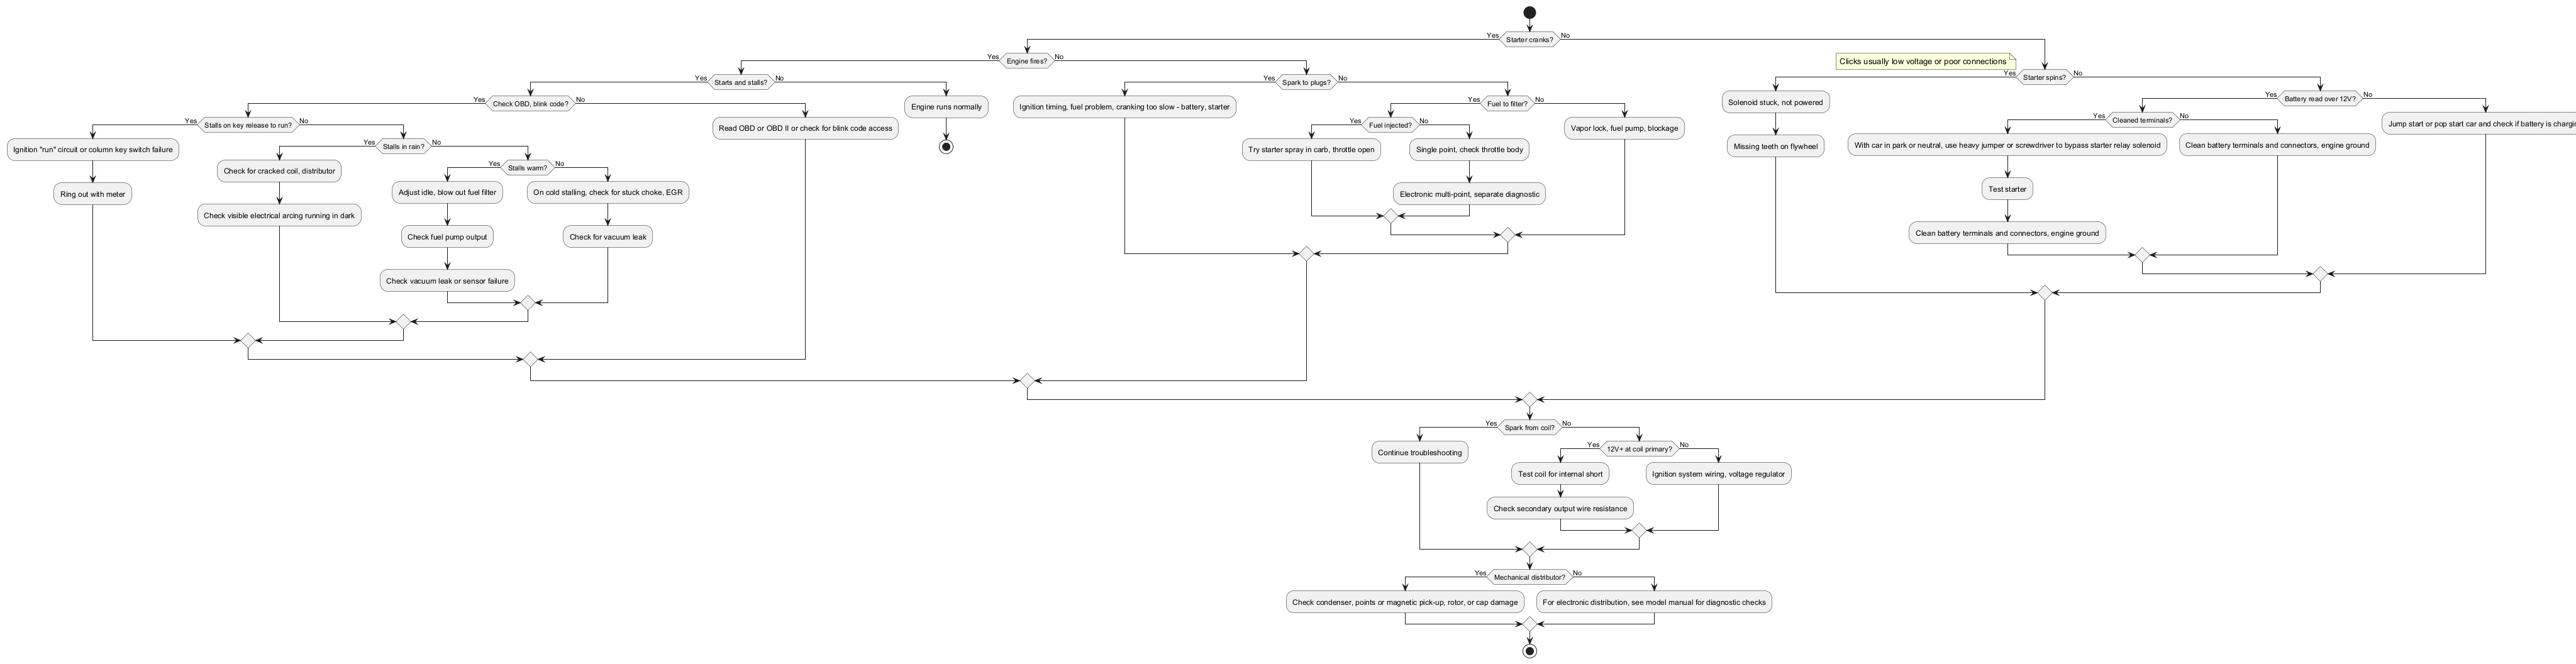 Starter cranks?
Yes
No
Engine fires?
Yes
No
Clicks usually low voltage or poor connections
Starts and stalls?
Yes
No
Spark to plugs?
Yes
No
Starter spins?
Yes
No
Check OBD, blink code?
Yes
No
Engine runs normally
Ignition timing, fuel problem, cranking too slow - battery, starter
Fuel to filter?
Yes
No
Solenoid stuck, not powered
Battery read over 12V?
Yes
No
Stalls on key release to run?
Yes
No
Read OBD or OBD II or check for blink code access
Fuel injected?
Yes
No
Vapor lock, fuel pump, blockage
Missing teeth on flywheel
Cleaned terminals?
Yes
No
Jump start or pop start car and check if battery is
Ignition "run" circuit or column key switch failure
Stalls in rain?
Yes
No
Try starter spray in carb, throttle open
Single point, check throttle body
With car in park or neutral, use heavy jumper or screwdriver to bypass starter relay solenoid
Clean battery terminals and connectors, engine ground
Ring out with meter
Check for cracked coil, distributor
Stalls warm?
Yes
No
Electronic multi-point, separate diagnostic
Test starter
Check visible electrical arcing running in dark
Adjust idle, blow out fuel filter
On cold stalling, check for stuck choke, EGR
Clean battery terminals and connectors, engine ground
Check fuel pump output
Check for vacuum leak
Check vacuum leak or sensor failure
Spark from coil?
Yes
No
Continue troubleshooting
12V+ at coil primary?
Yes
No
Test coil for internal short
Ignition system wiring, voltage regulator
Check secondary output wire resistance
Mechanical distributor?
Yes
No
Check condenser, points or magnetic pick-up, rotor, or cap damage
For electronic distribution, see model manual for diagnostic checks